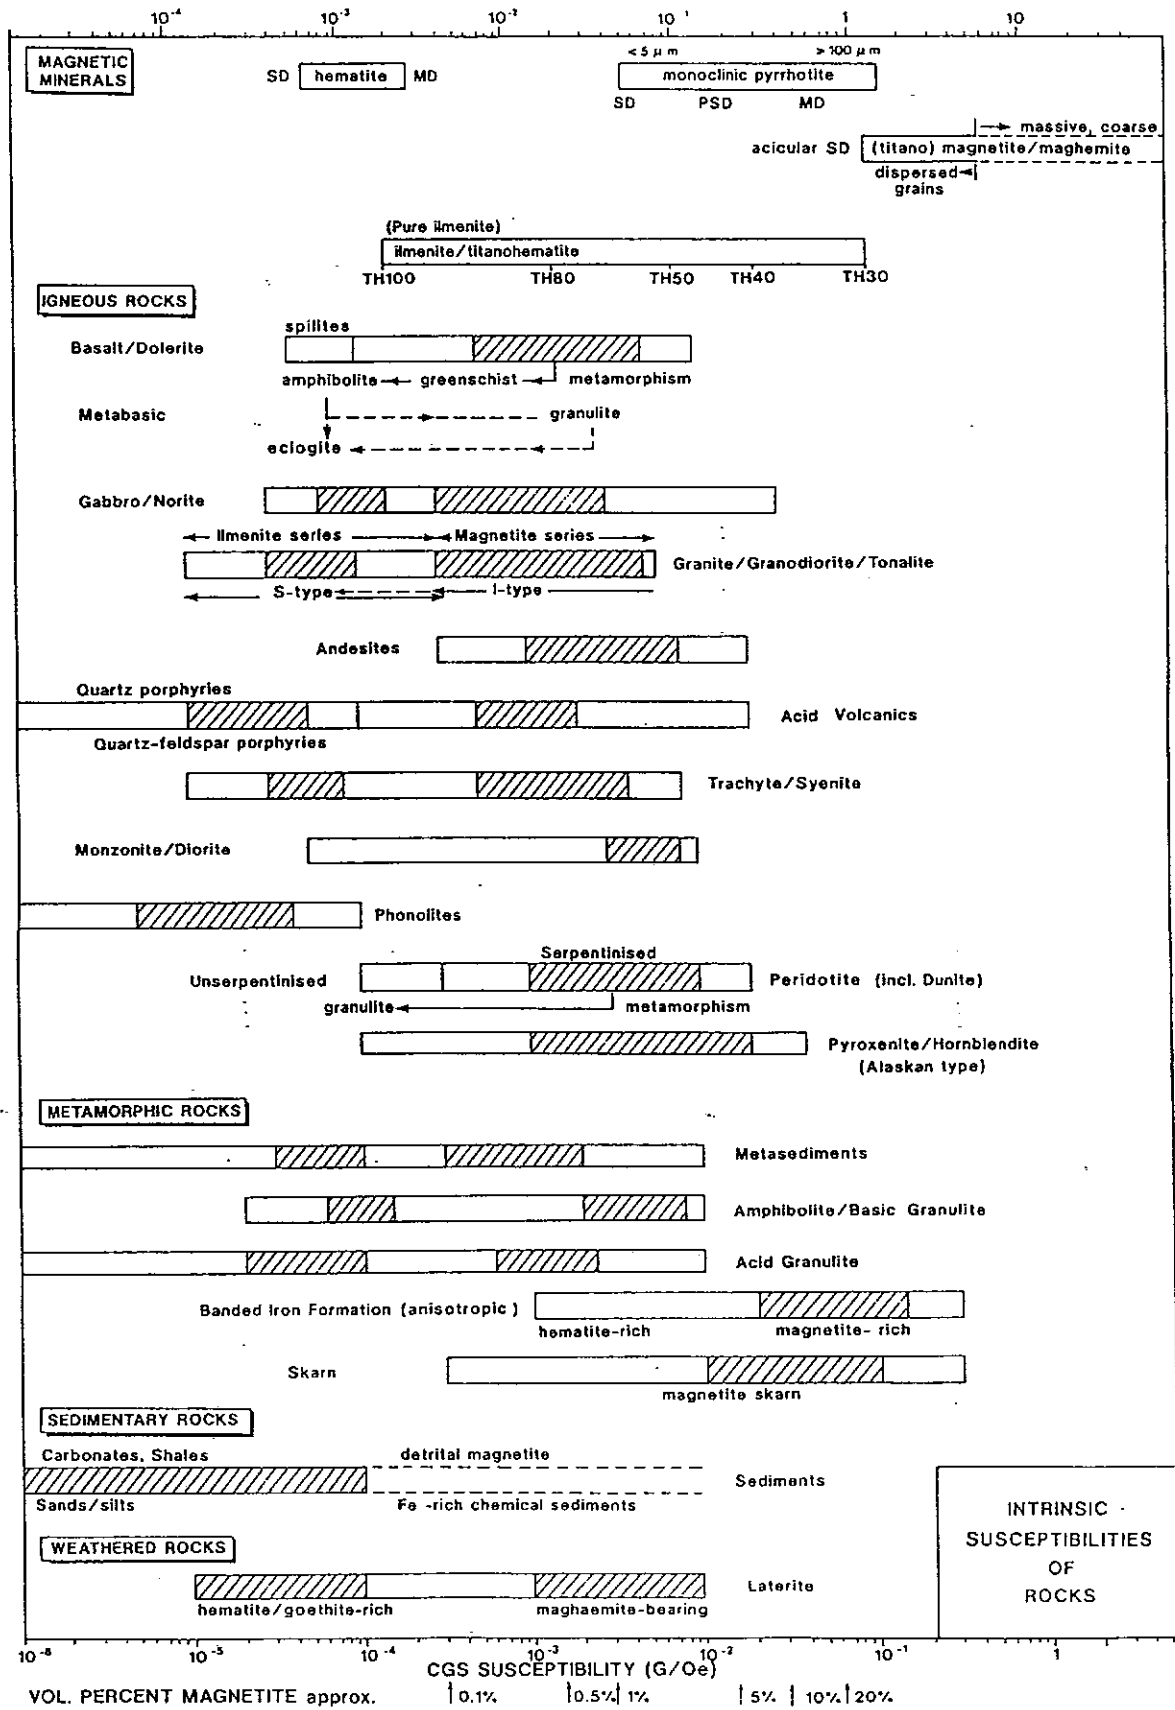 10⁻⁴ 10⁻³ 10⁻² 10⁻¹ 1 10
MAGNETIC
MINERALS
SD hematite MD
< 5 µm > 100 µm
monoclinic pyrrhotite
SD PSD MD
massive, coarse
acicular SD (titano) magnetite/maghemite
dispersed
grains
(Pure ilmenite)
ilmenite/titanohematite
TH100 TH80 TH50 TH40 TH30
IGNEOUS ROCKS
spilites
Basalt/Dolerite
amphibolite greenschist metamorphism
Metabasic granulite
eclogite
Gabbro/Norite
Ilmenite series Magnetite series
Granite/Granodiorite/Tonalite
S-type I-type
Andesites
Quartz porphyries
Acid Volcanics
Quartz-feldspar porphyries
Trachyte/Syenite
Monzonite/Diorite
Phonolites
Serpentinised
Unserpentinised Peridotite (incl. Dunite)
granulite metamorphism
Pyroxenite/Hornblendite
(Alaskan type)
METAMORPHIC ROCKS
Metasediments
Amphibolite/Basic Granulite
Acid Granulite
Banded Iron Formation (anisotropic)
hematite-rich magnetite- rich
Skarn
magnetite skarn
SEDIMENTARY ROCKS
Carbonates, Shales detrital magnetite
Sediments
Sands/silts Fe -rich chemical sediments
INTRINSIC
SUSCEPTIBILITIES
OF
ROCKS
WEATHERED ROCKS
Laterite
hematite/goethite-rich maghaemite-bearing
10⁻⁶ 10⁻⁵ 10⁻⁴ 10⁻³ 10⁻² 10⁻¹ 1
CGS SUSCEPTIBILITY (G/Oe)
VOL. PERCENT MAGNETITE approx. 0.1% 0.5% 1% 5% 10% 20%